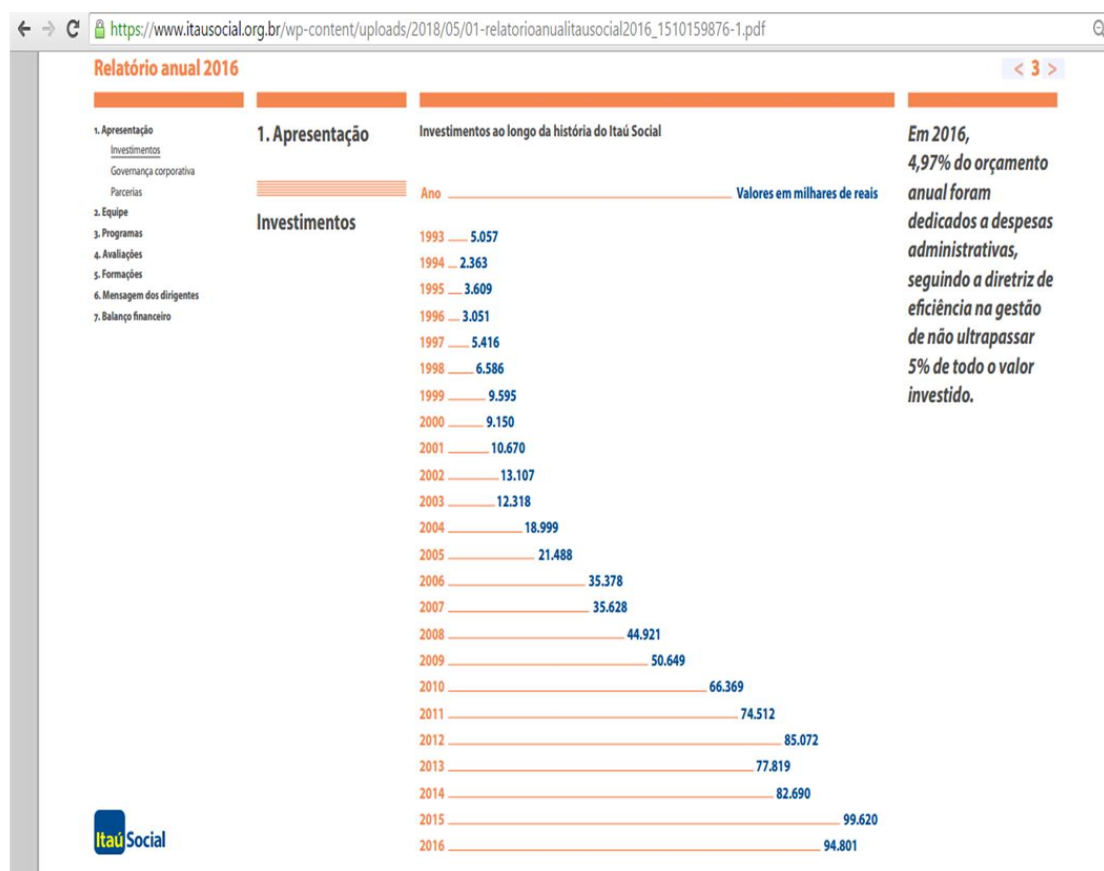 https://www.itausocial.org.br/wp-content/uploads/2018/05/01-relatorioanualitausocial2016_1510159876-1.pdf
Relatório anual 2016
< 3 >
1. Apresentação
Investimentos
Governança corporativa
Parcerias
2. Equipe
3. Programas
4. Avaliações
5. Formações
6. Mensagem dos dirigentes
7. Balanço financeiro
1. Apresentação
Investimentos
Investimentos ao longo da história do Itaú Social
Ano Valores em milhares de reais
1993 5.057
1994 2.363
1995 3.609
1996 3.051
1997 5.416
1998 6.586
1999 9.595
2000 9.150
2001 10.670
2002 13.107
2003 12.318
2004 18.999
2005 21.488
2006 35.378
2007 35.628
2008 44.921
2009 50.649
2010 66.369
2011 74.512
2012 85.072
2013 77.819
2014 82.690
2015 99.620
2016 94.801
Em 2016,
4,97% do orçamento
anual foram
dedicados a despesas
administrativas,
seguindo a diretriz de
eficiência na gestão
de não ultrapassar
5% de todo o valor
investido.
Itaú Social